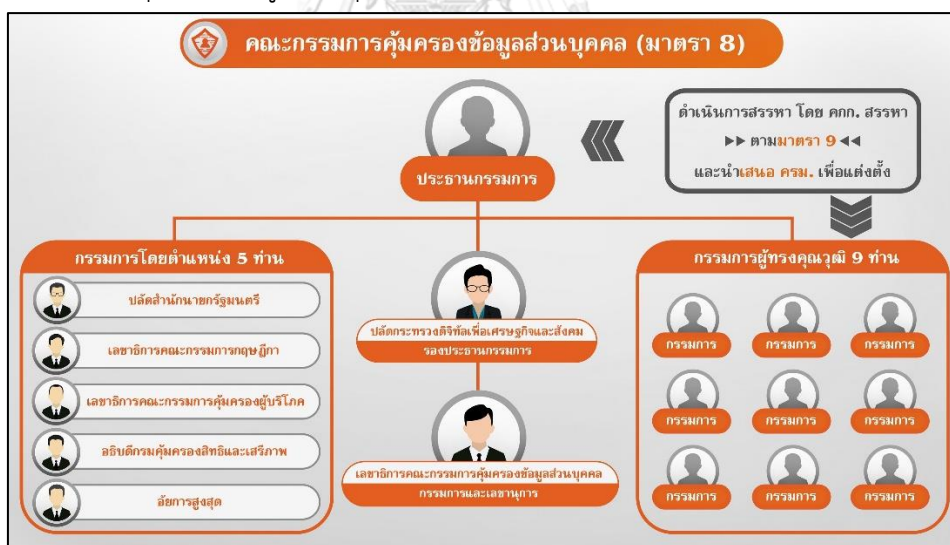 คณะกรรมการคุ้มครองข้อมูลส่วนบุคคล (มาตรา 8)
ดำเนินการสรรหา โดย คกก. สรรหา
▶▶ ตามมาตรา 9 ◀◀
และนำเสนอ ครม. เพื่อแต่งตั้ง
ประธานกรรมการ
กรรมการโดยตำแหน่ง 5 ท่าน
ปลัดสำนักนายกรัฐมนตรี
เลขาธิการคณะกรรมการกฤษฎีกา
เลขาธิการคณะกรรมการคุ้มครองผู้บริโภค
อธิบดีกรมคุ้มครองสิทธิและเสรีภาพ
อัยการสูงสุด
ปลัดกระทรวงดิจิทัลเพื่อเศรษฐกิจและสังคม
รองประธานกรรมการ
เลขาธิการคณะกรรมการคุ้มครองข้อมูลส่วนบุคคล
กรรมการและเลขานุการ
กรรมการผู้ทรงคุณวุฒิ 9 ท่าน
กรรมการ กรรมการ กรรมการ
กรรมการ กรรมการ กรรมการ
กรรมการ กรรมการ กรรมการ